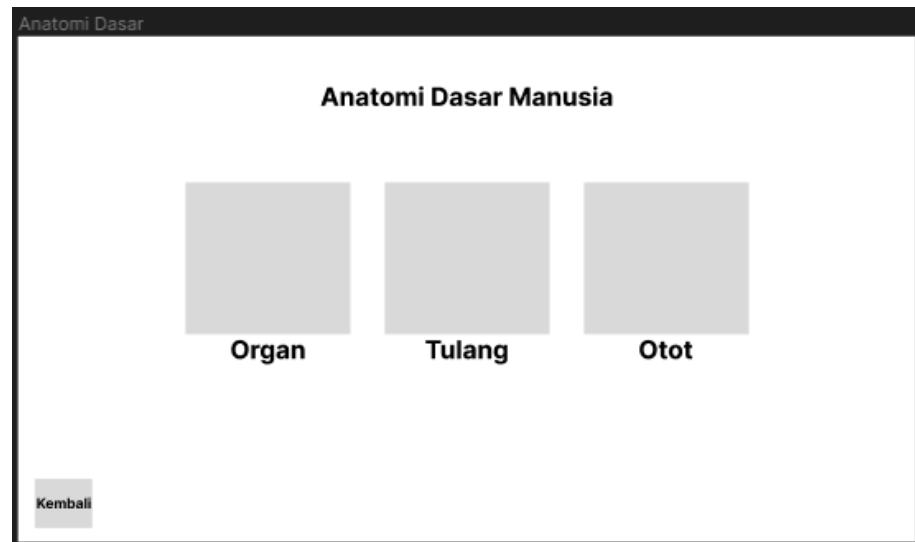 Anatomi Dasar
Anatomi Dasar Manusia
Organ
Tulang
Otot
Kembali